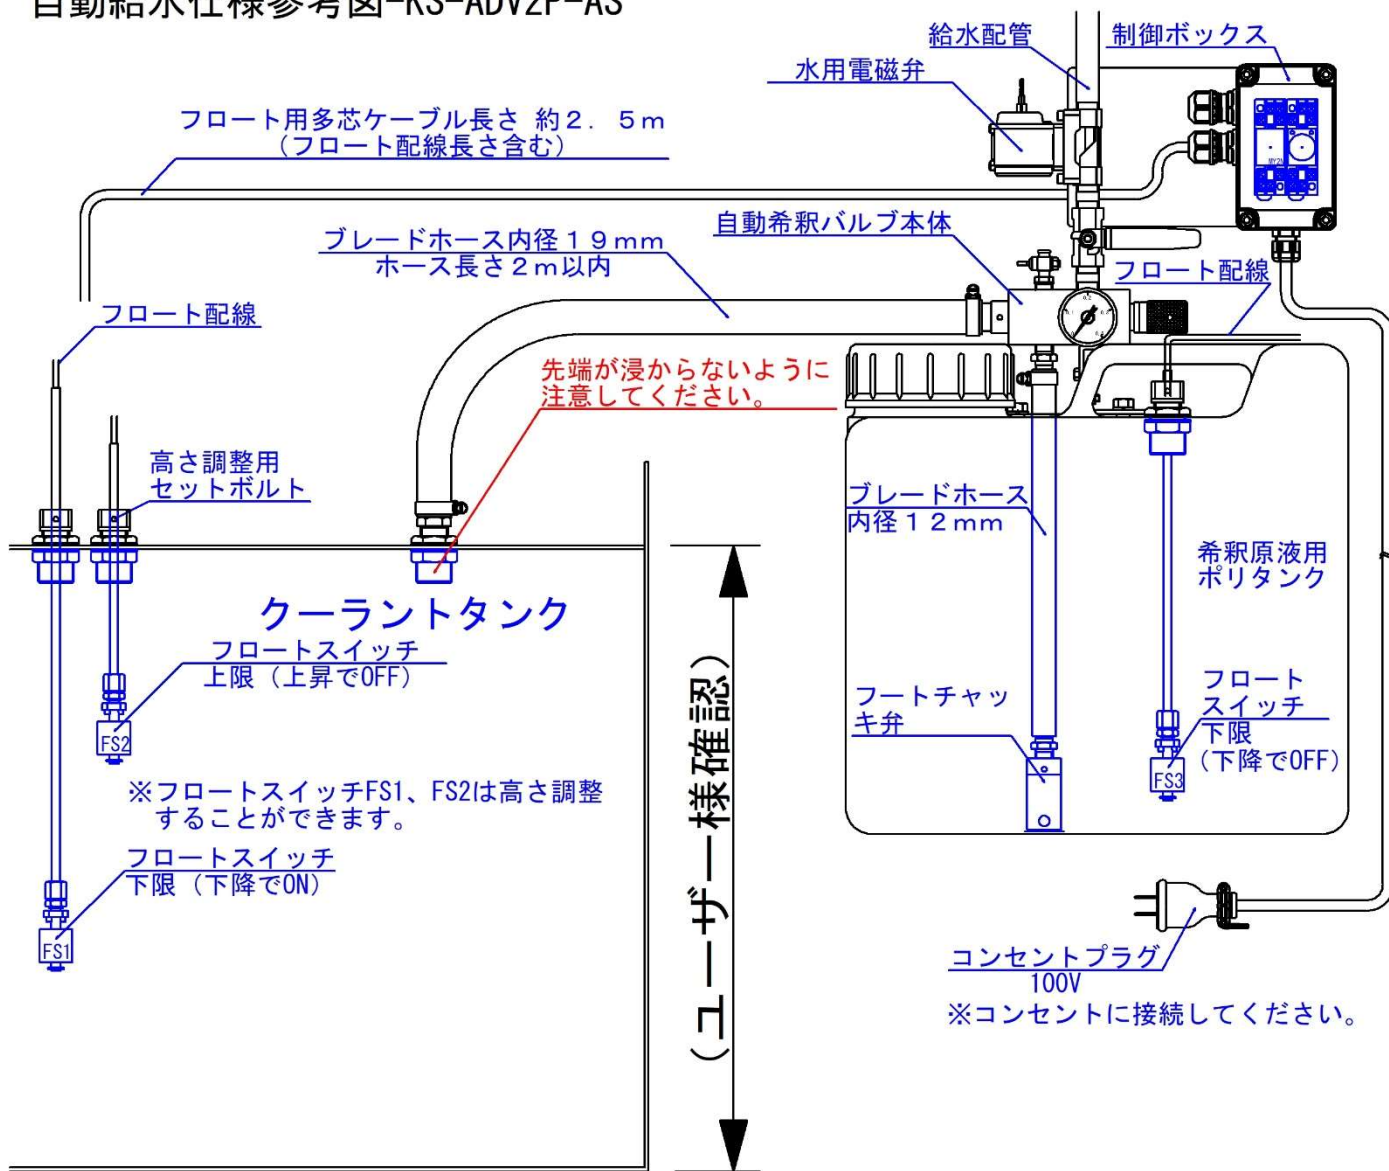 自動給水仕様参考図-KS-ADV2P-AS
給水配管
制御ボックス
水用電磁弁
フロート用多芯ケーブル長さ 約2．5m
(フロート配線長さ含む)
自動希釈バルブ本体
ブレードホース内径19mm
ホース長さ2m以内
フロート配線
フロート配線
先端が浸からないように
注意してください。
高さ調整用
セットボルト
ブレードホース
内径12mm
希釈原液用
ポリタンク
クーラントタンク
フロートスイッチ
上限（上昇でOFF）
FS2
フートチャッ
キ弁
フロート
スイッチ
下限
（下降でOFF）
FS3
※フロートスイッチFS1、FS2は高さ調整
することができます。
フロートスイッチ
下限（下降でON）
FS1
（ユーザー様確認）
コンセントプラグ
100V
※コンセントに接続してください。